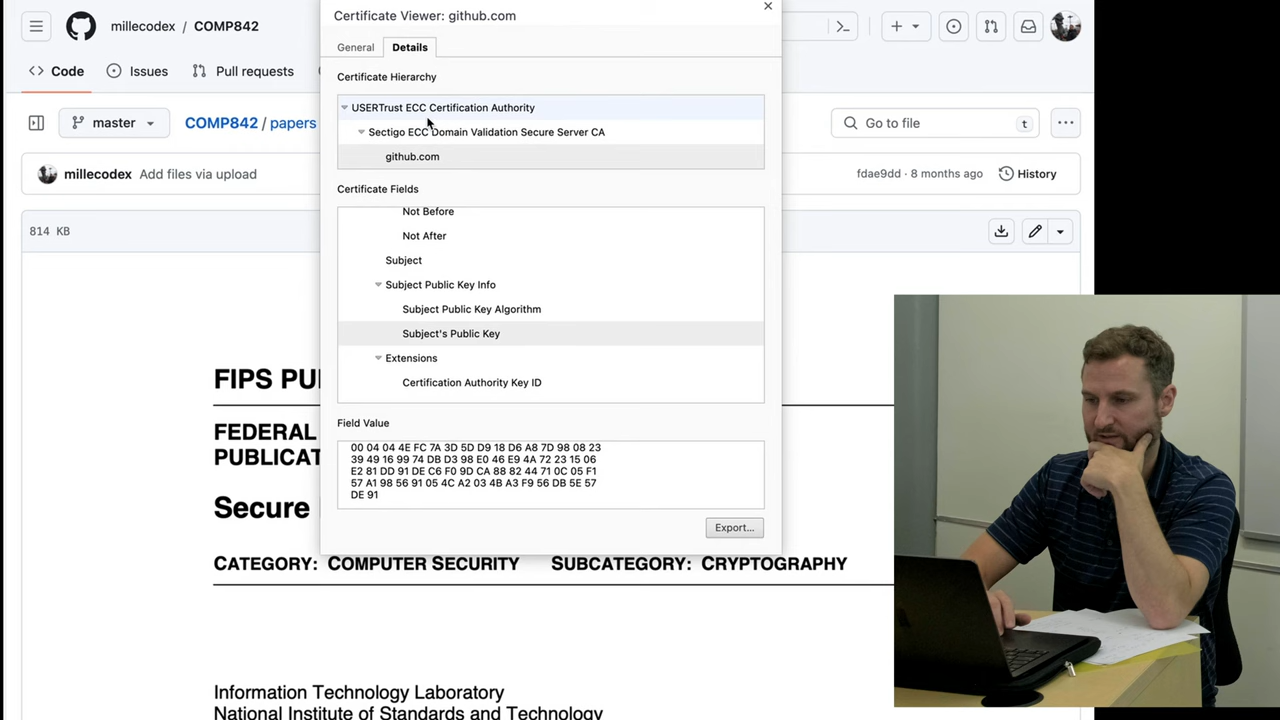 millecodex / COMP842
Certificate Viewer: github.com
General Details
Code Issues Pull requests
Certificate Hierarchy
USERTrust ECC Certification Authority
Sectigo ECC Domain Validation Secure Server CA
github.com
master COMP842 / papers
Go to file t
millecodex Add files via upload
fdae9dd · 8 months ago History
Certificate Fields
Not Before
Not After
Subject
Subject Public Key Info
Subject Public Key Algorithm
Subject's Public Key
Extensions
Certification Authority Key ID
814 KB
Field Value
00 04 04 4E FC 7A 3D 5D D9 18 D6 A8 7D 98 08 23
39 49 16 99 74 DB D3 98 E0 46 E9 4A 72 23 15 06
E2 81 DD 91 DE C6 F0 9D CA 88 82 44 71 0C 05 F1
57 A1 98 56 91 05 4C A2 03 4B A3 F9 56 DB 5E 57
DE 91
Export...
FIPS PU
FEDERAL
PUBLICAT
Secure
CATEGORY: COMPUTER SECURITY SUBCATEGORY: CRYPTOGRAPHY
Information Technology Laboratory
National Institute of Standards and Technology